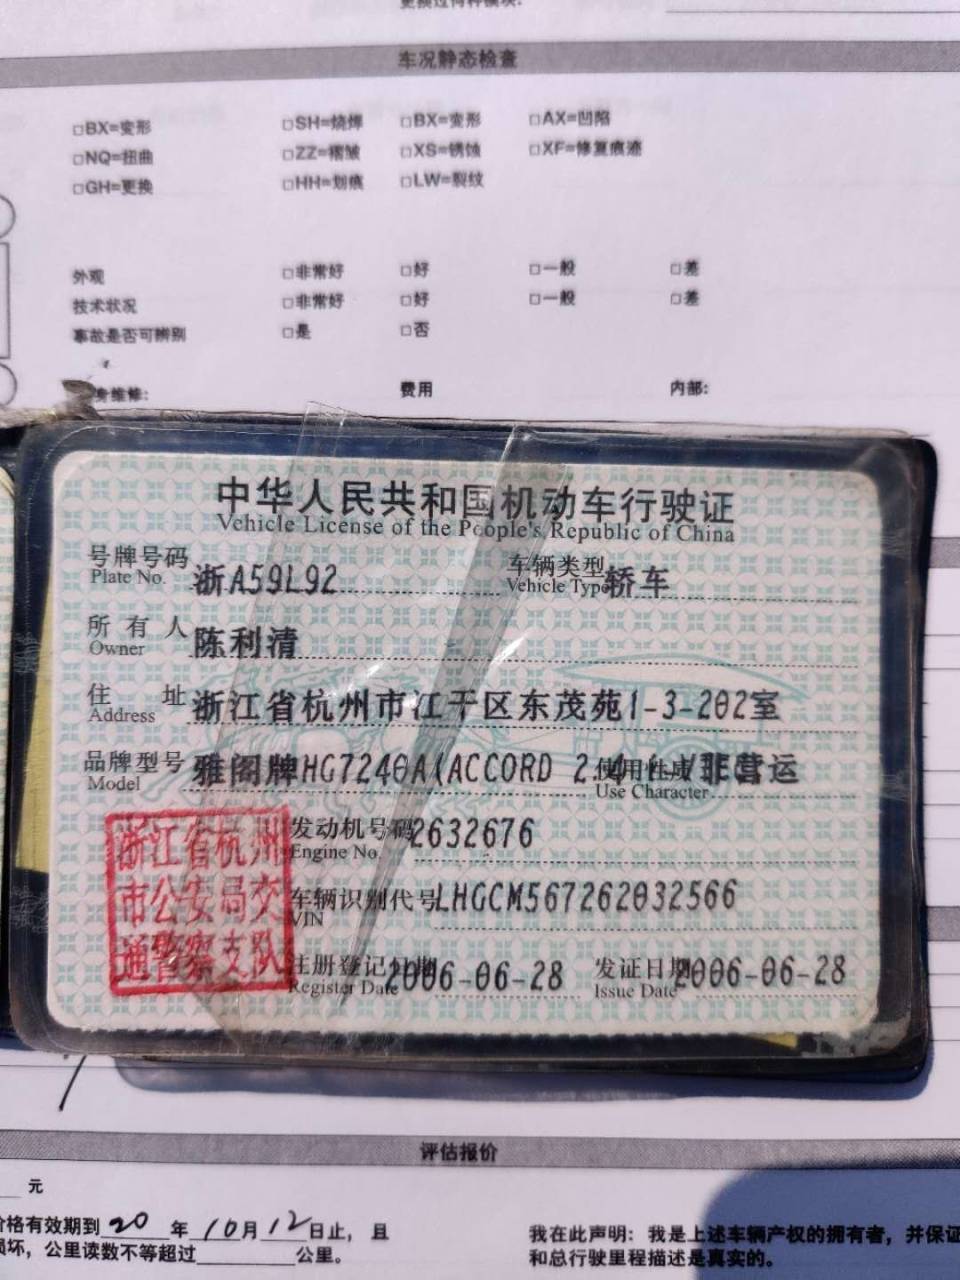 更换过何种模块:
车况静态检查
□BX=变形 □SH=烧焊 □BX=变形 □AX=凹陷
□NQ=扭曲 □ZZ=褶皱 □XS=锈蚀 □XF=修复痕迹
□GH=更换 □HH=划痕 □LW=裂纹
外观 □非常好 □好 □一般 □差
技术状况 □非常好 □好 □一般 □差
事故是否可辨别 □是 □否
身维修: 费用 内部:
中华人民共和国机动车行驶证
Vehicle License of the People's Republic of China
号牌号码 浙A59L92 车辆类型 轿车
Plate No. Vehicle Type
所有人 陈利清
Owner
住址 浙江省杭州市江干区东茂苑1-3-202室
Address
品牌型号 雅阁牌HG7240A(ACCORD 2.4 使用性质 非营运
Model Use Character
发动机号码 2632676
Engine No.
车辆识别代号 LHGCM567262032566
VIN
注册登记日期 2006-06-28 发证日期 2006-06-28
Register Date Issue Date
浙江省杭州
市公安局交
通警察支队
评估报价
元
价格有效期到 20 年 10月 12日止，且
损坏，公里读数不等超过 公里。
我在此声明：我是上述车辆产权的拥有者，并保证
和总行驶里程描述是真实的。